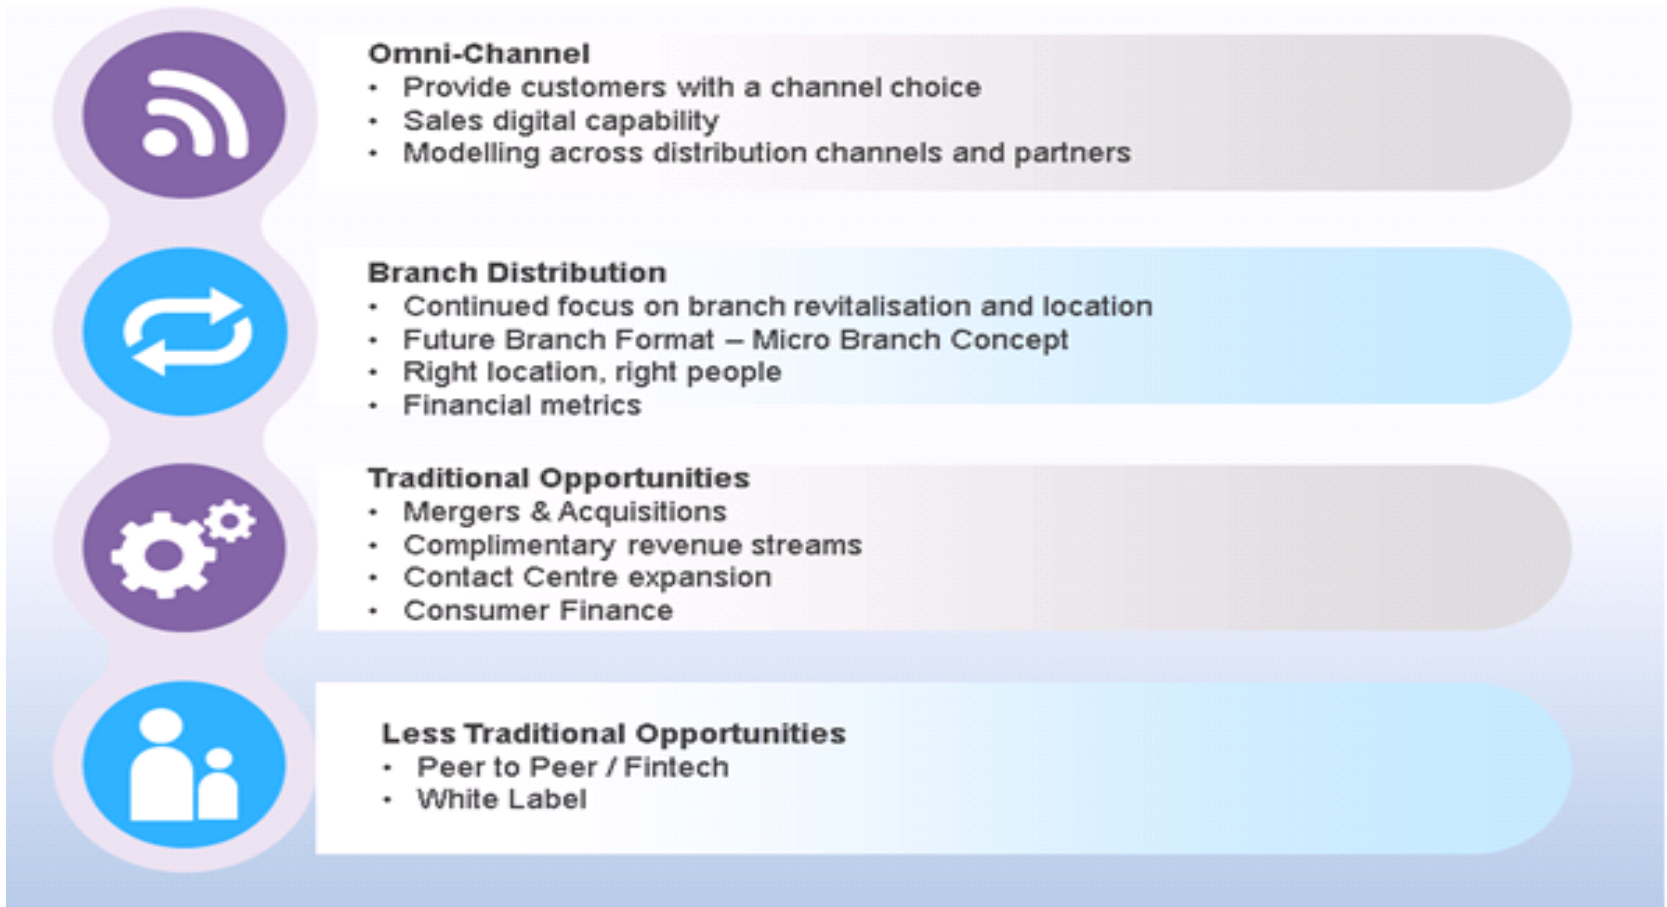 Omni-Channel
• Provide customers with a channel choice
• Sales digital capability
• Modelling across distribution channels and partners
Branch Distribution
• Continued focus on branch revitalisation and location
• Future Branch Format – Micro Branch Concept
• Right location, right people
• Financial metrics
Traditional Opportunities
• Mergers & Acquisitions
• Complimentary revenue streams
• Contact Centre expansion
• Consumer Finance
Less Traditional Opportunities
• Peer to Peer / Fintech
• White Label